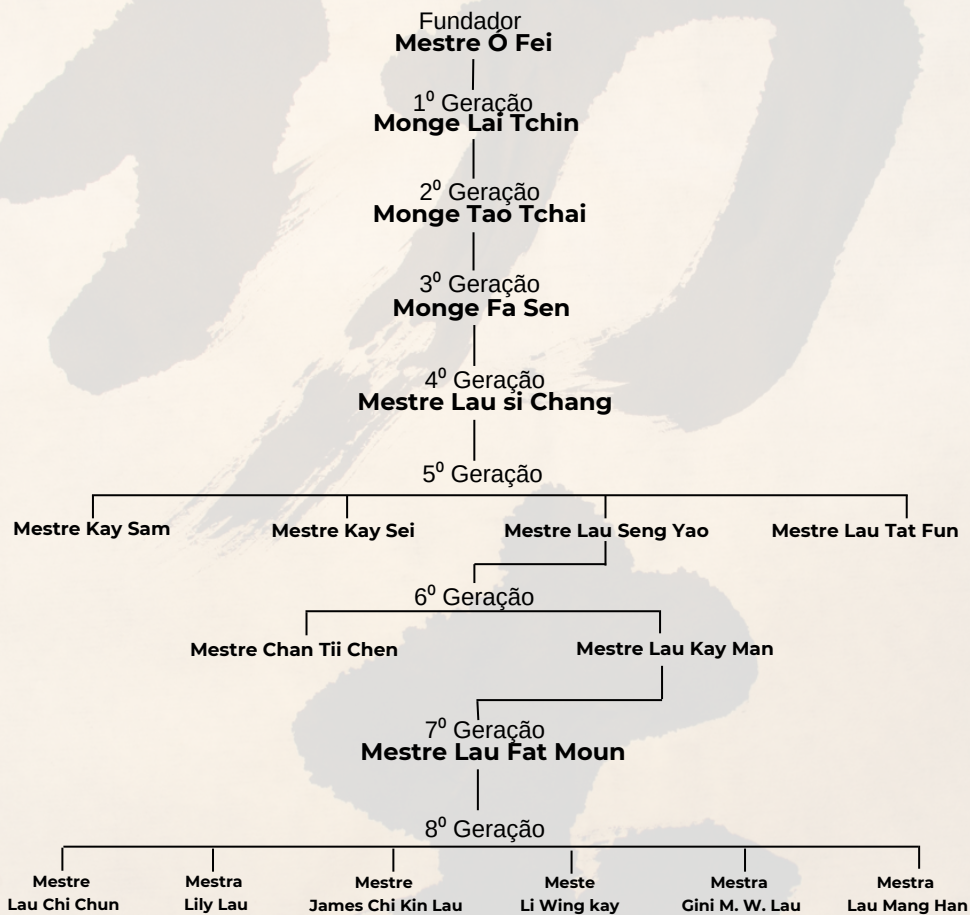 Fundador
Mestre Ó Fei
1⁰ Geração
Monge Lai Tchin
2⁰ Geração
Monge Tao Tchai
3⁰ Geração
Monge Fa Sen
4⁰ Geração
Mestre Lau si Chang
5⁰ Geração
Mestre Kay Sam Mestre Kay Sei Mestre Lau Seng Yao Mestre Lau Tat Fun
6⁰ Geração
Mestre Chan Tii Chen Mestre Lau Kay Man
7⁰ Geração
Mestre Lau Fat Moun
8⁰ Geração
Mestre Mestra Mestre Meste Mestra Mestra
Lau Chi Chun Lily Lau James Chi Kin Lau Li Wing kay Gini M. W. Lau Lau Mang Han